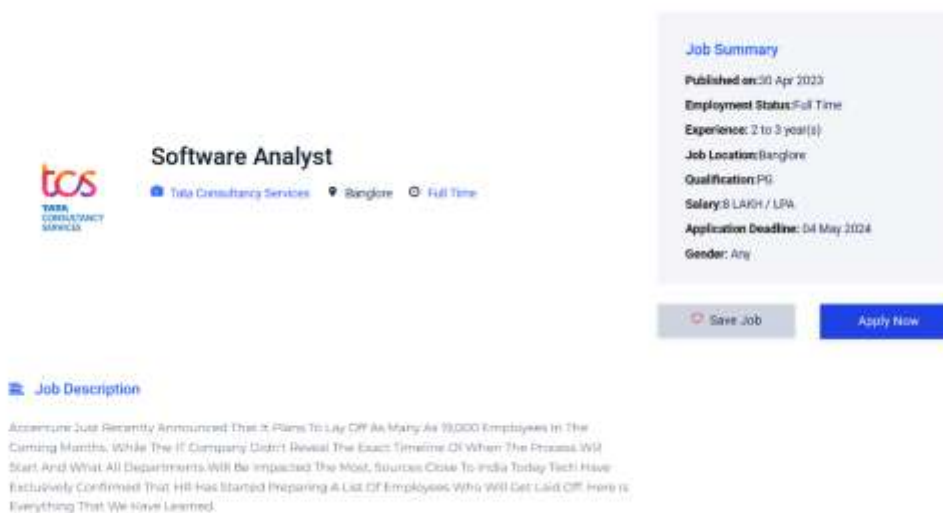 Job Summary
Published on:30 Apr 2023
Employment Status:Full Time
Experience: 2 to 3 year(s)
Job Location:Banglore
Qualification:PG
Salary:8 LAKH / LPA
Application Deadline: 04 May 2024
Gender: Any
Save Job
Apply Now
tcs
TATA
CONSULTANCY
SERVICES
Software Analyst
Tata Consultancy Services Banglore Full Time
Job Description
Accenture Just Recently Announced That It Plans To Lay Off As Many As 19,000 Employees In The
Coming Months. While The IT Company Didn't Reveal The Exact Timeline Of When The Process Will
Start And What All Departments Will Be Impacted The Most, Sources Close To India Today Tech Have
Exclusively Confirmed That HR Has Started Preparing A List Of Employees Who Will Get Laid Off. Here Is
Everything That We Have Learned.